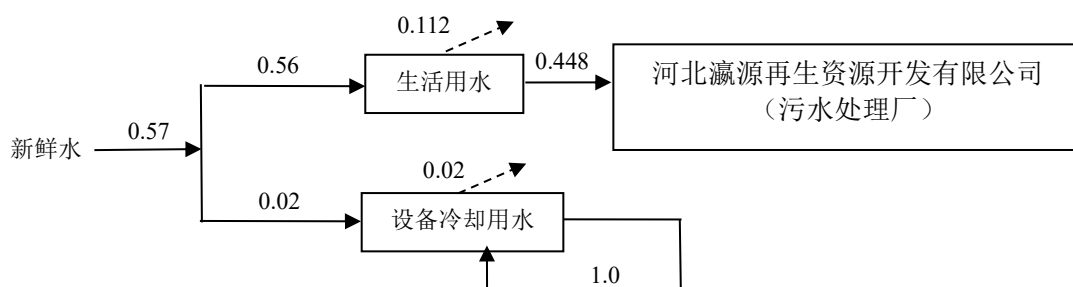 0.112
0.56
生活用水
0.448
河北瀛源再生资源开发有限公司
（污水处理厂）
新鲜水
0.57
0.02
0.02
设备冷却用水
1.0